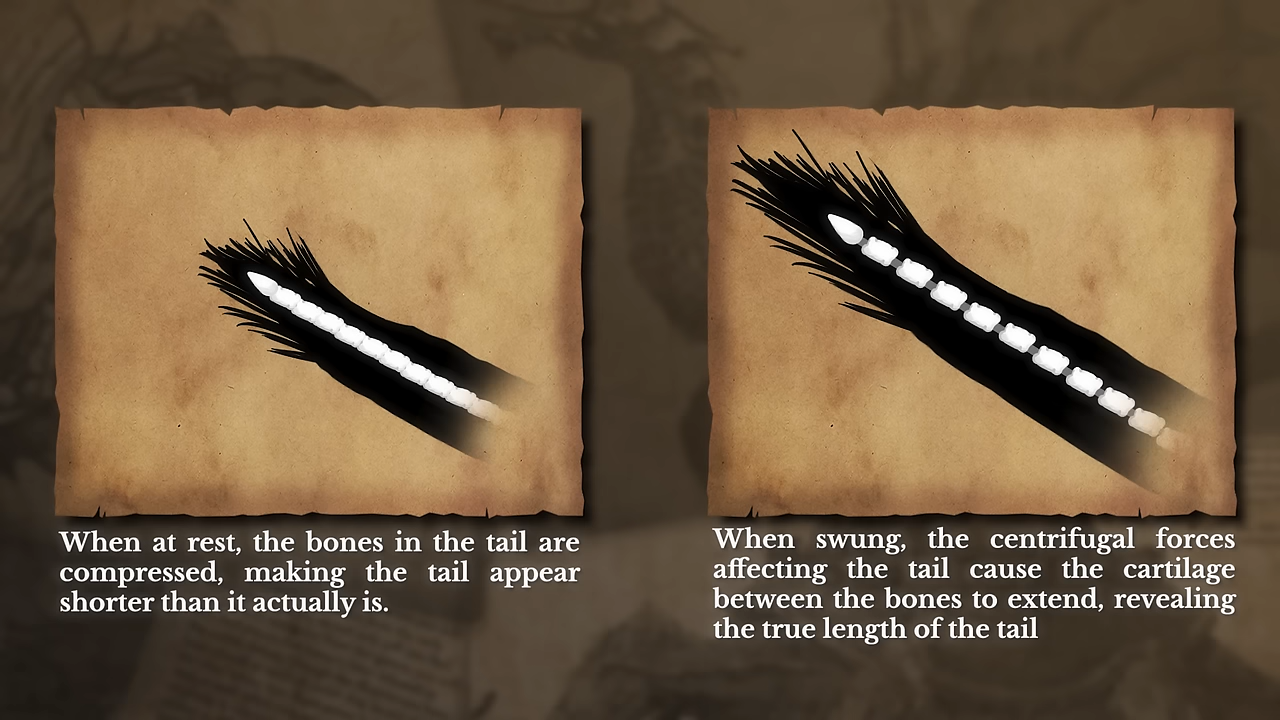 When at rest, the bones in the tail are
compressed, making the tail appear
shorter than it actually is.
When swung, the centrifugal forces
affecting the tail cause the cartilage
between the bones to extend, revealing
the true length of the tail